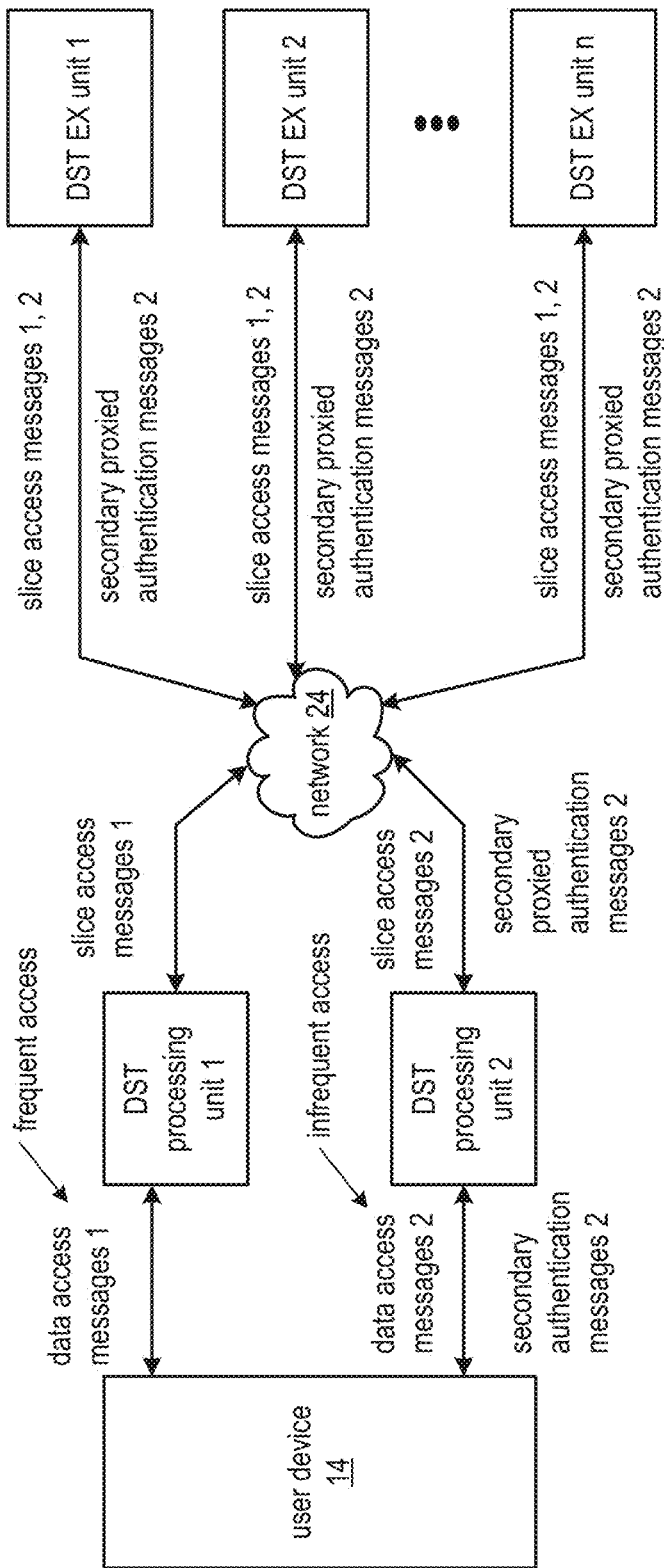 user device
14
data access
messages 1
frequent access
data access
messages 2
infrequent access
secondary
authentication
messages 2
DST
processing
unit 1
DST
processing
unit 2
slice access
messages 1
slice access
messages 2
secondary
proxied
authentication
messages 2
network 24
slice access messages 1, 2
secondary proxied
authentication messages 2
slice access messages 1, 2
secondary proxied
authentication messages 2
slice access messages 1, 2
secondary proxied
authentication messages 2
DST EX unit 1
DST EX unit 2
DST EX unit n